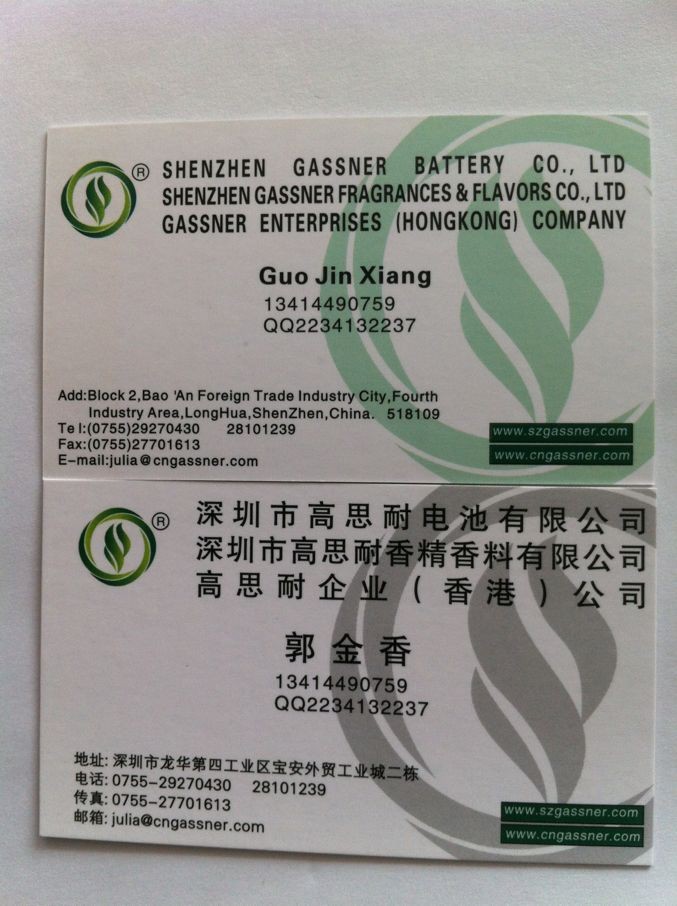 ®
SHENZHEN GASSNER BATTERY CO., LTD
SHENZHEN GASSNER FRAGRANCES & FLAVORS CO., LTD
GASSNER ENTERPRISES (HONGKONG) COMPANY
Guo Jin Xiang
13414490759
QQ2234132237
Add:Block 2,Bao 'An Foreign Trade Industry City,Fourth
Industry Area,LongHua,ShenZhen,China. 518109
Tel:(0755)29270430 28101239
Fax:(0755)27701613
E-mail:julia@cngassner.com
www.szgassner.com
www.cngassner.com
®
深圳市高思耐电池有限公司
深圳市高思耐香精香料有限公司
高思耐企业(香港)公司
郭金香
13414490759
QQ2234132237
地址: 深圳市龙华第四工业区宝安外贸工业城二栋
电话: 0755-29270430 28101239
传真: 0755-27701613
邮箱: julia@cngassner.com
www.szgassner.com
www.cngassner.com